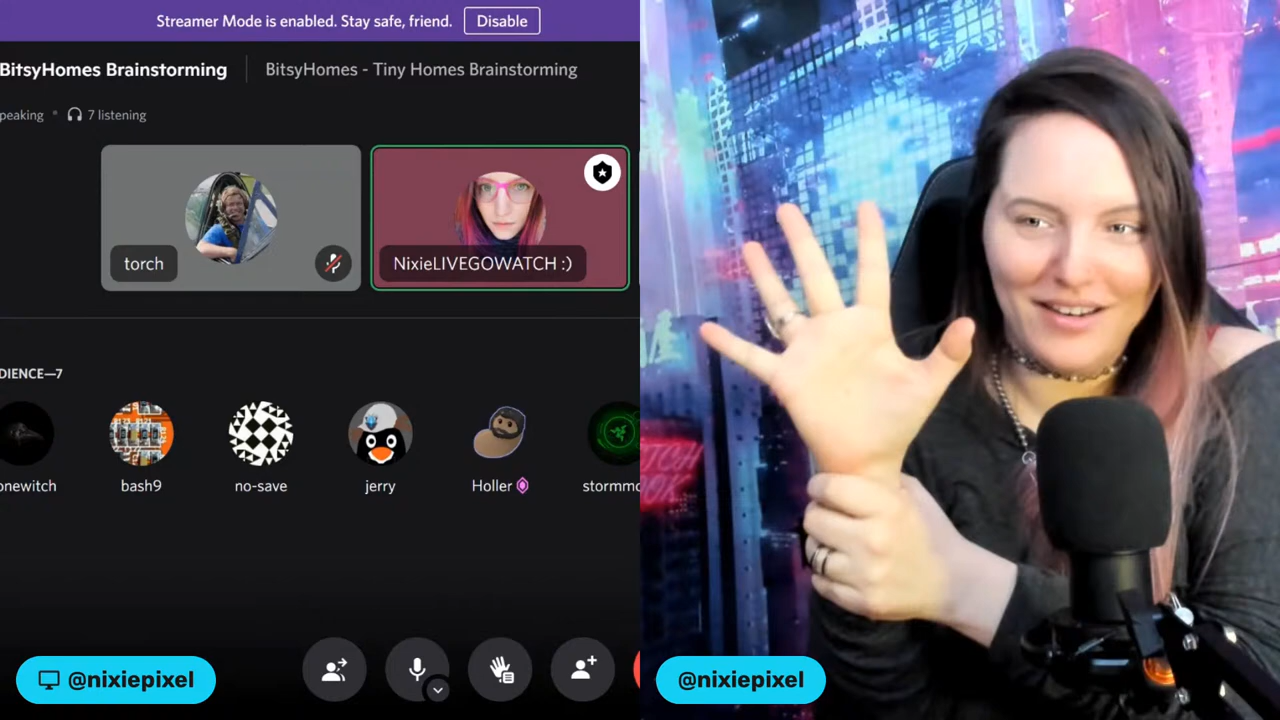 Streamer Mode is enabled. Stay safe, friend. Disable
BitsyHomes Brainstorming BitsyHomes - Tiny Homes Brainstorming
peaking • 7 listening
torch NixieLIVEGOWATCH :)
DIENCE—7
onewitch bash9 no-save jerry Holler stormmo
@nixiepixel @nixiepixel